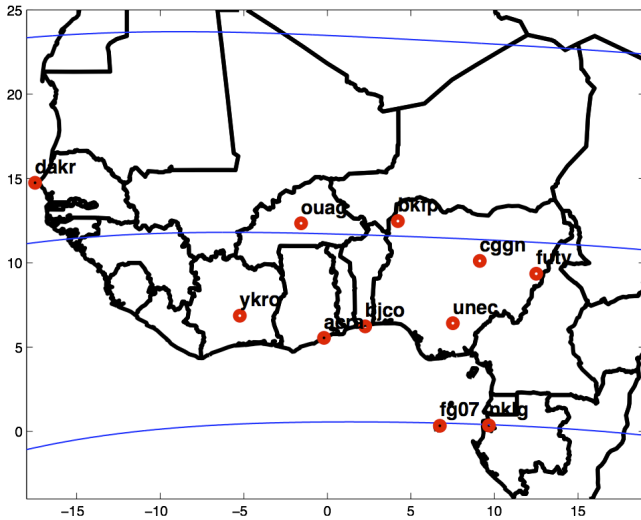 25
20
dakr
15
ouag
bkfp
cggn
10
futy
ykro
bjco
unec
acra
5
fg07
nklg
0
−15
−10
−5
0
5
10
15